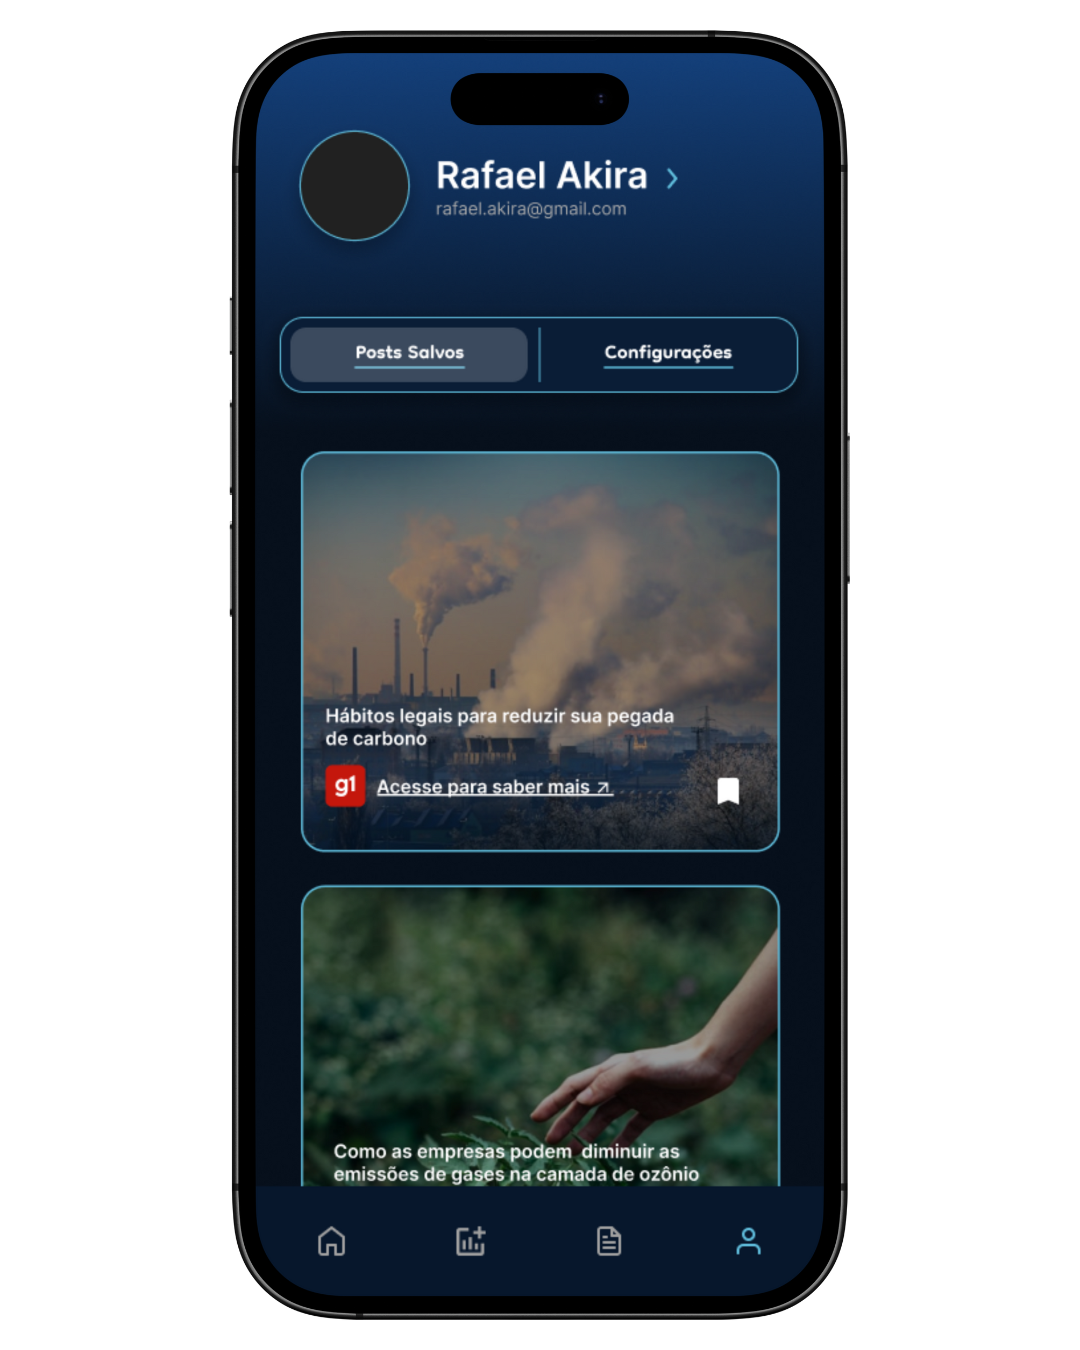 Rafael Akira
rafael.akira@gmail.com
Posts Salvos
Configurações
Hábitos legais para reduzir sua pegada
de carbono
g1
Acesse para saber mais
Como as empresas podem diminuir as
emissões de gases na camada de ozônio